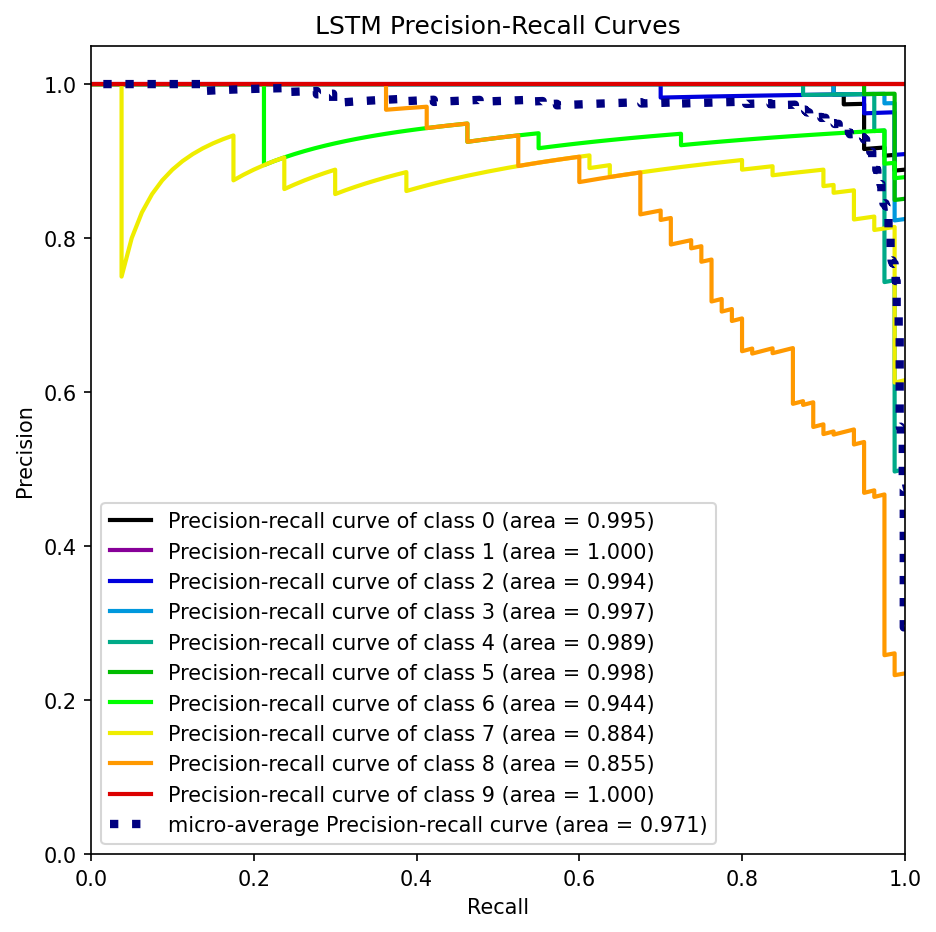 LSTM Precision-Recall Curves
1.0
0.8
0.6
0.4
0.2
0.0
Precision
Precision-recall curve of class 0 (area = 0.995)
Precision-recall curve of class 1 (area = 1.000)
Precision-recall curve of class 2 (area = 0.994)
Precision-recall curve of class 3 (area = 0.997)
Precision-recall curve of class 4 (area = 0.989)
Precision-recall curve of class 5 (area = 0.998)
Precision-recall curve of class 6 (area = 0.944)
Precision-recall curve of class 7 (area = 0.884)
Precision-recall curve of class 8 (area = 0.855)
Precision-recall curve of class 9 (area = 1.000)
micro-average Precision-recall curve (area = 0.971)
0.0 0.2 0.4 0.6 0.8 1.0
Recall